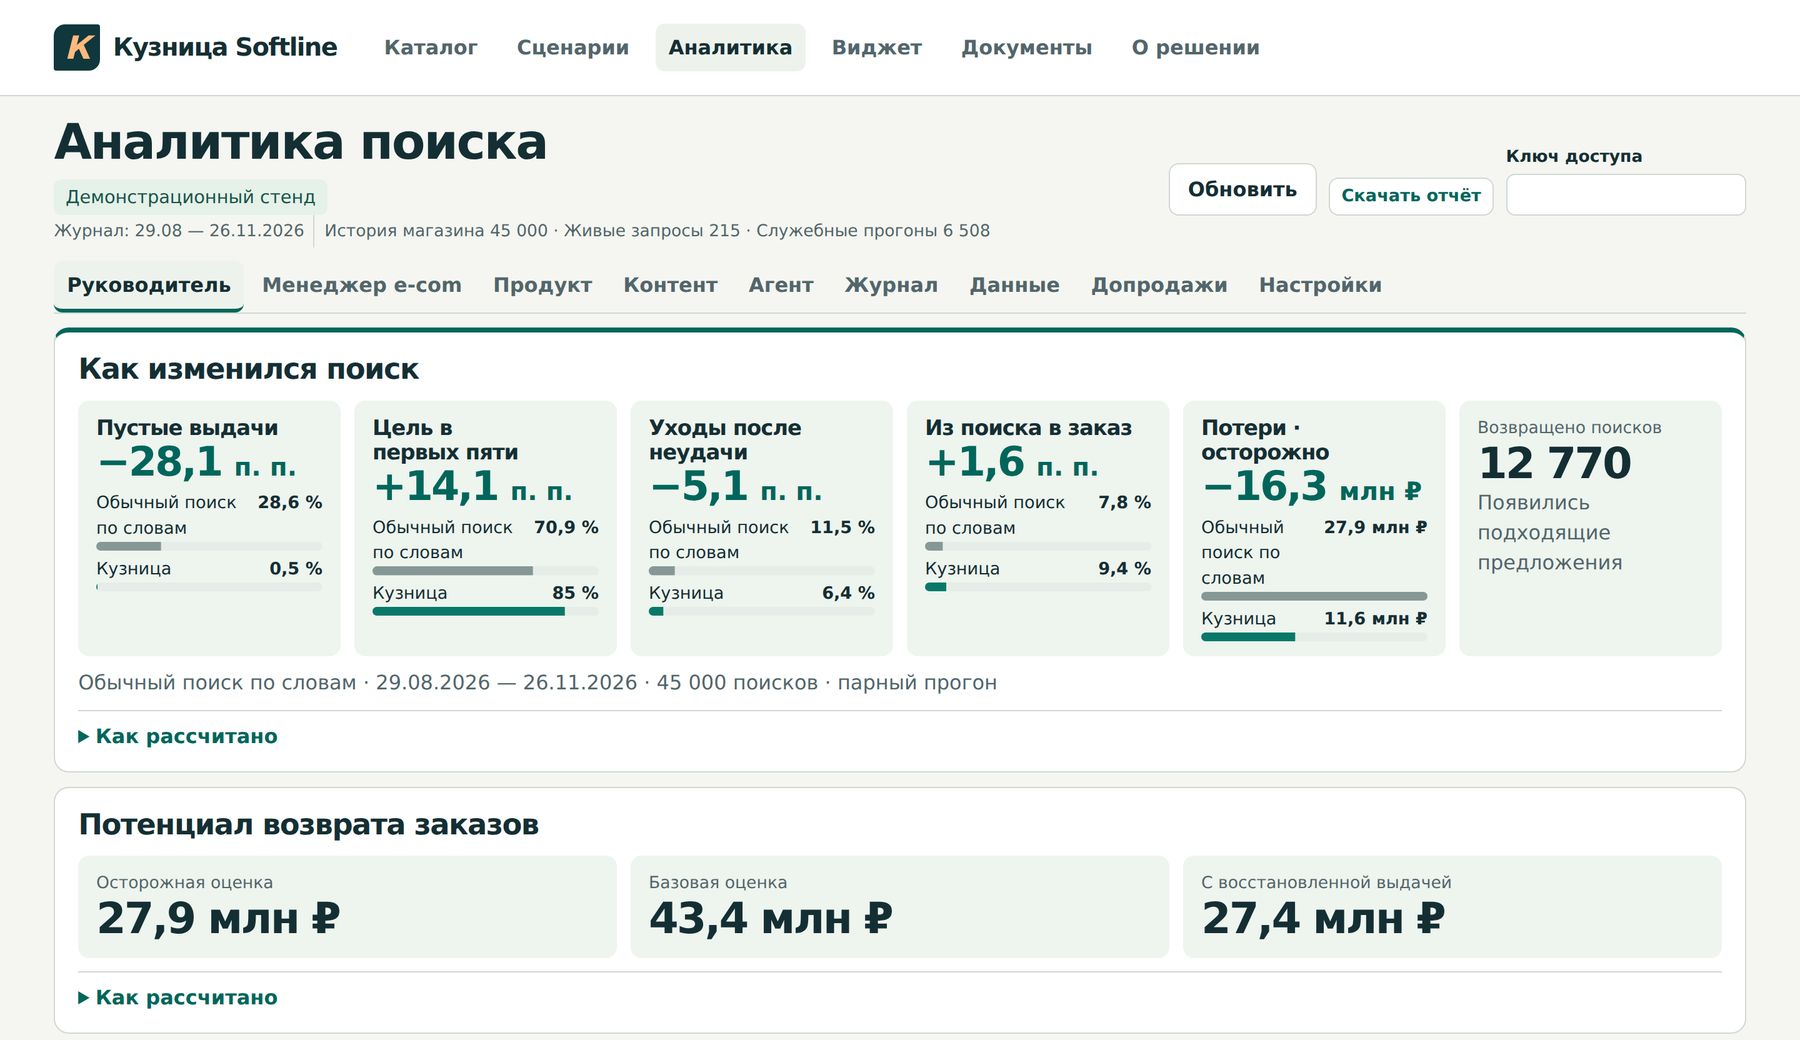 K Кузница Softline Каталог Сценарии Аналитика Виджет Документы О решении
Аналитика поиска
Демонстрационный стенд
Журнал: 29.08 — 26.11.2026 История магазина 45 000 · Живые запросы 215 · Служебные прогоны 6 508
Обновить Скачать отчёт
Ключ доступа
Руководитель Менеджер e-com Продукт Контент Агент Журнал Данные Допродажи Настройки
Как изменился поиск
Пустые выдачи
−28,1 п. п.
Обычный поиск по словам 28,6 %
Кузница 0,5 %
Цель в
первых пяти
+14,1 п. п.
Обычный поиск по словам 70,9 %
Кузница 85 %
Уходы после
неудачи
−5,1 п. п.
Обычный поиск по словам 11,5 %
Кузница 6,4 %
Из поиска в заказ
+1,6 п. п.
Обычный поиск по словам 7,8 %
Кузница 9,4 %
Потери ·
осторожно
−16,3 млн ₽
Обычный поиск по словам 27,9 млн ₽
Кузница 11,6 млн ₽
Возвращено поисков
12 770
Появились
подходящие
предложения
Обычный поиск по словам · 29.08.2026 — 26.11.2026 · 45 000 поисков · парный прогон
Как рассчитано
Потенциал возврата заказов
Осторожная оценка
27,9 млн ₽
Базовая оценка
43,4 млн ₽
С восстановленной выдачей
27,4 млн ₽
Как рассчитано